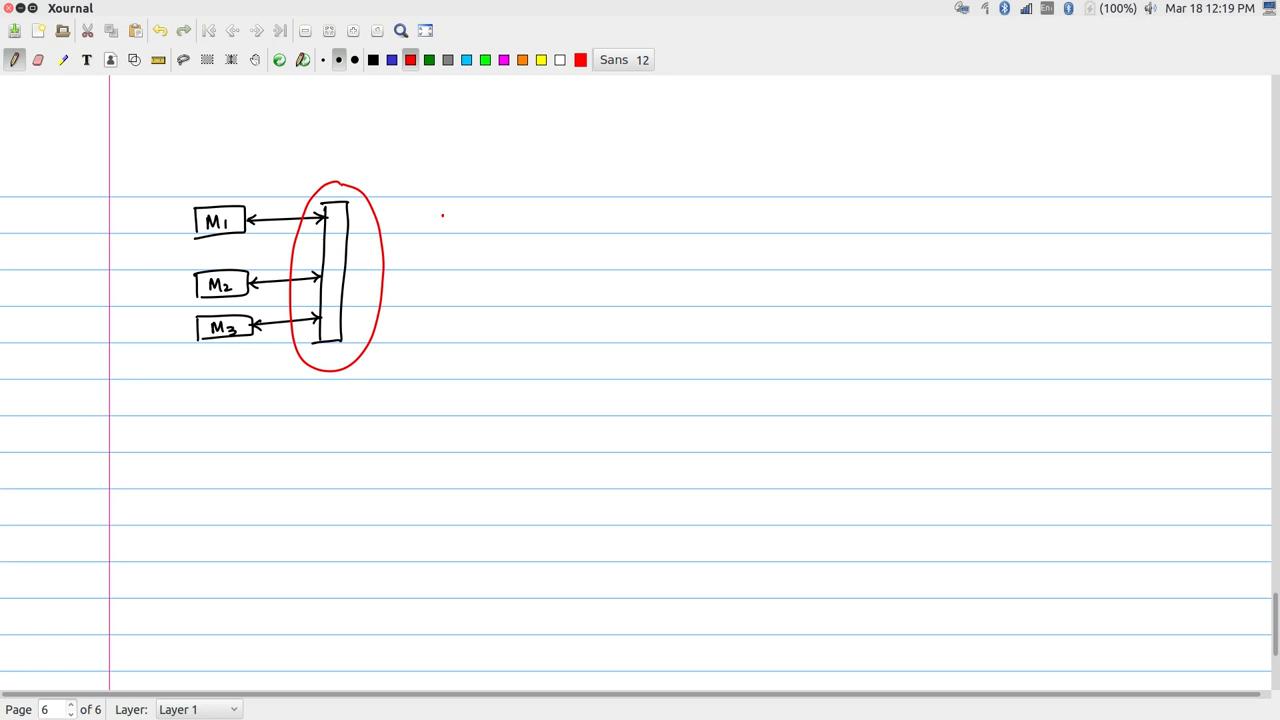 Xournal
(100%) Mar 18 12:19 PM
Sans 12
M1
M2
M3
Page 6 of 6 Layer: Layer 1